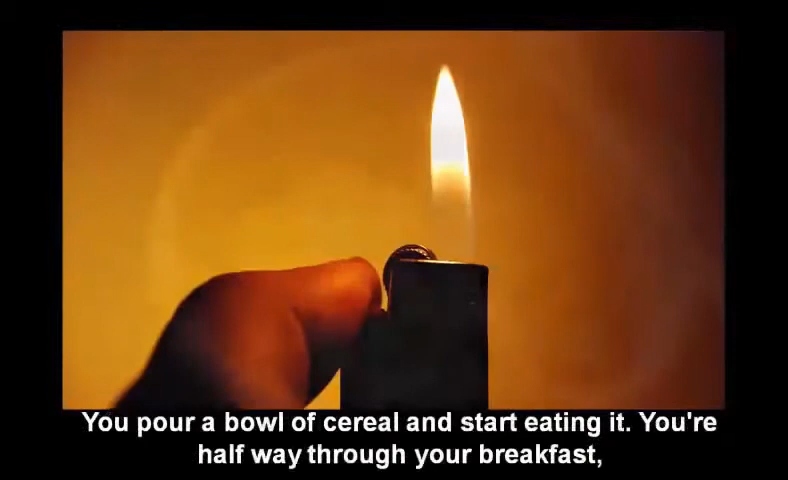 You pour a bowl of cereal and start eating it. You're
half way through your breakfast,